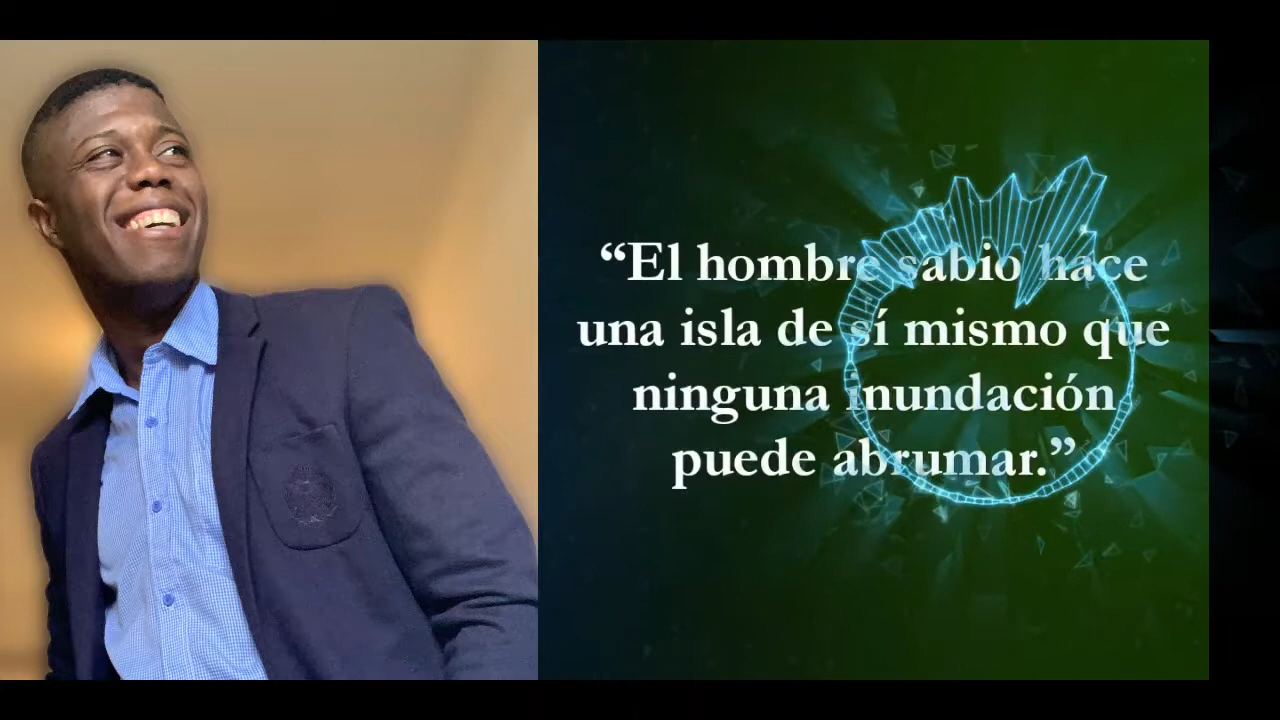 “El hombre sabio hace
una isla de sí mismo que
ninguna inundación
puede abrumar.”